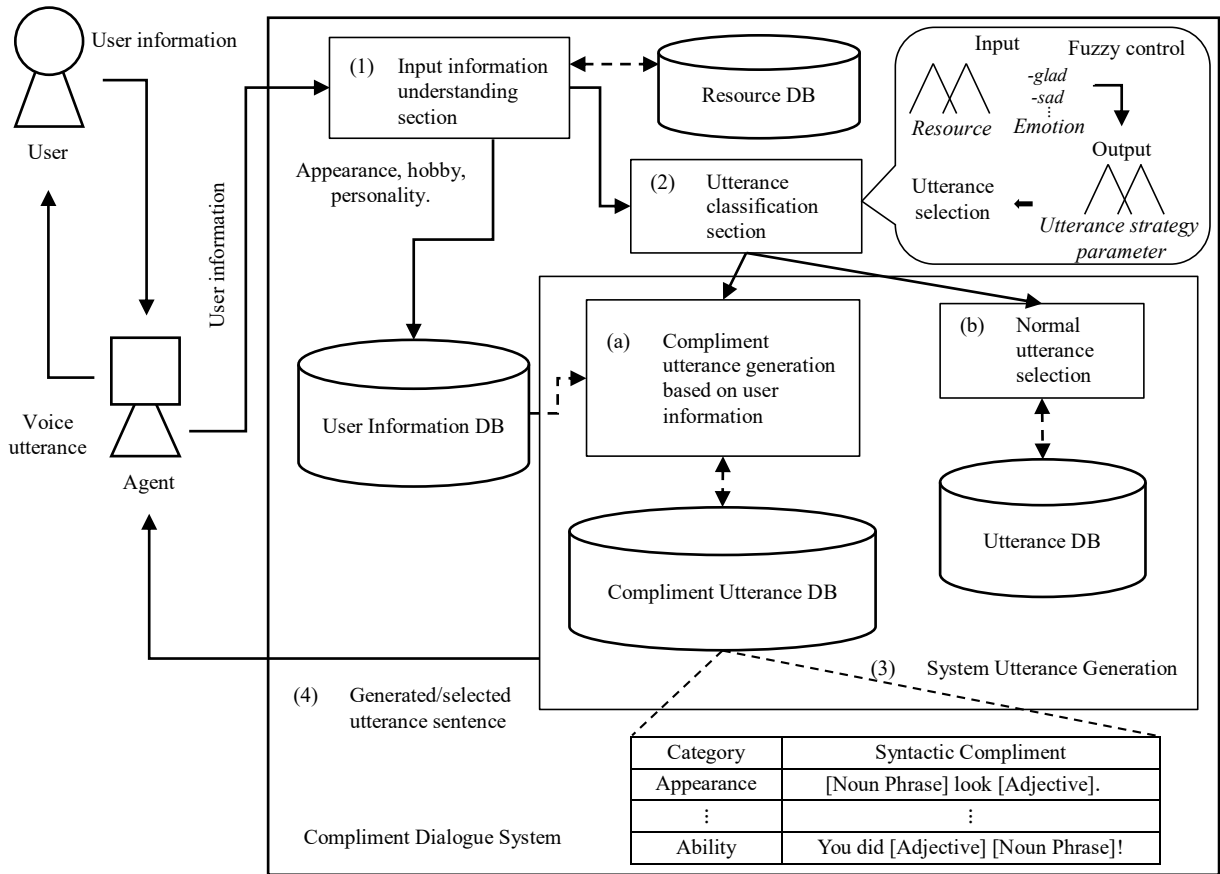 User information
User
User information
Voice
utterance
Agent
(1) Input information
understanding
section
Resource DB
Appearance, hobby,
personality.
(2) Utterance
classification
section
Input
Fuzzy control
-glad
-sad
⋮
Resource
Emotion
Output
Utterance
selection
Utterance strategy
parameter
User Information DB
(a) Compliment
utterance generation
based on user
information
(b) Normal
utterance
selection
Compliment Utterance DB
Utterance DB
(3) System Utterance Generation
(4) Generated/selected
utterance sentence
Category Syntactic Compliment
Appearance [Noun Phrase] look [Adjective].
⋮ ⋮
Ability You did [Adjective] [Noun Phrase]!
Compliment Dialogue System